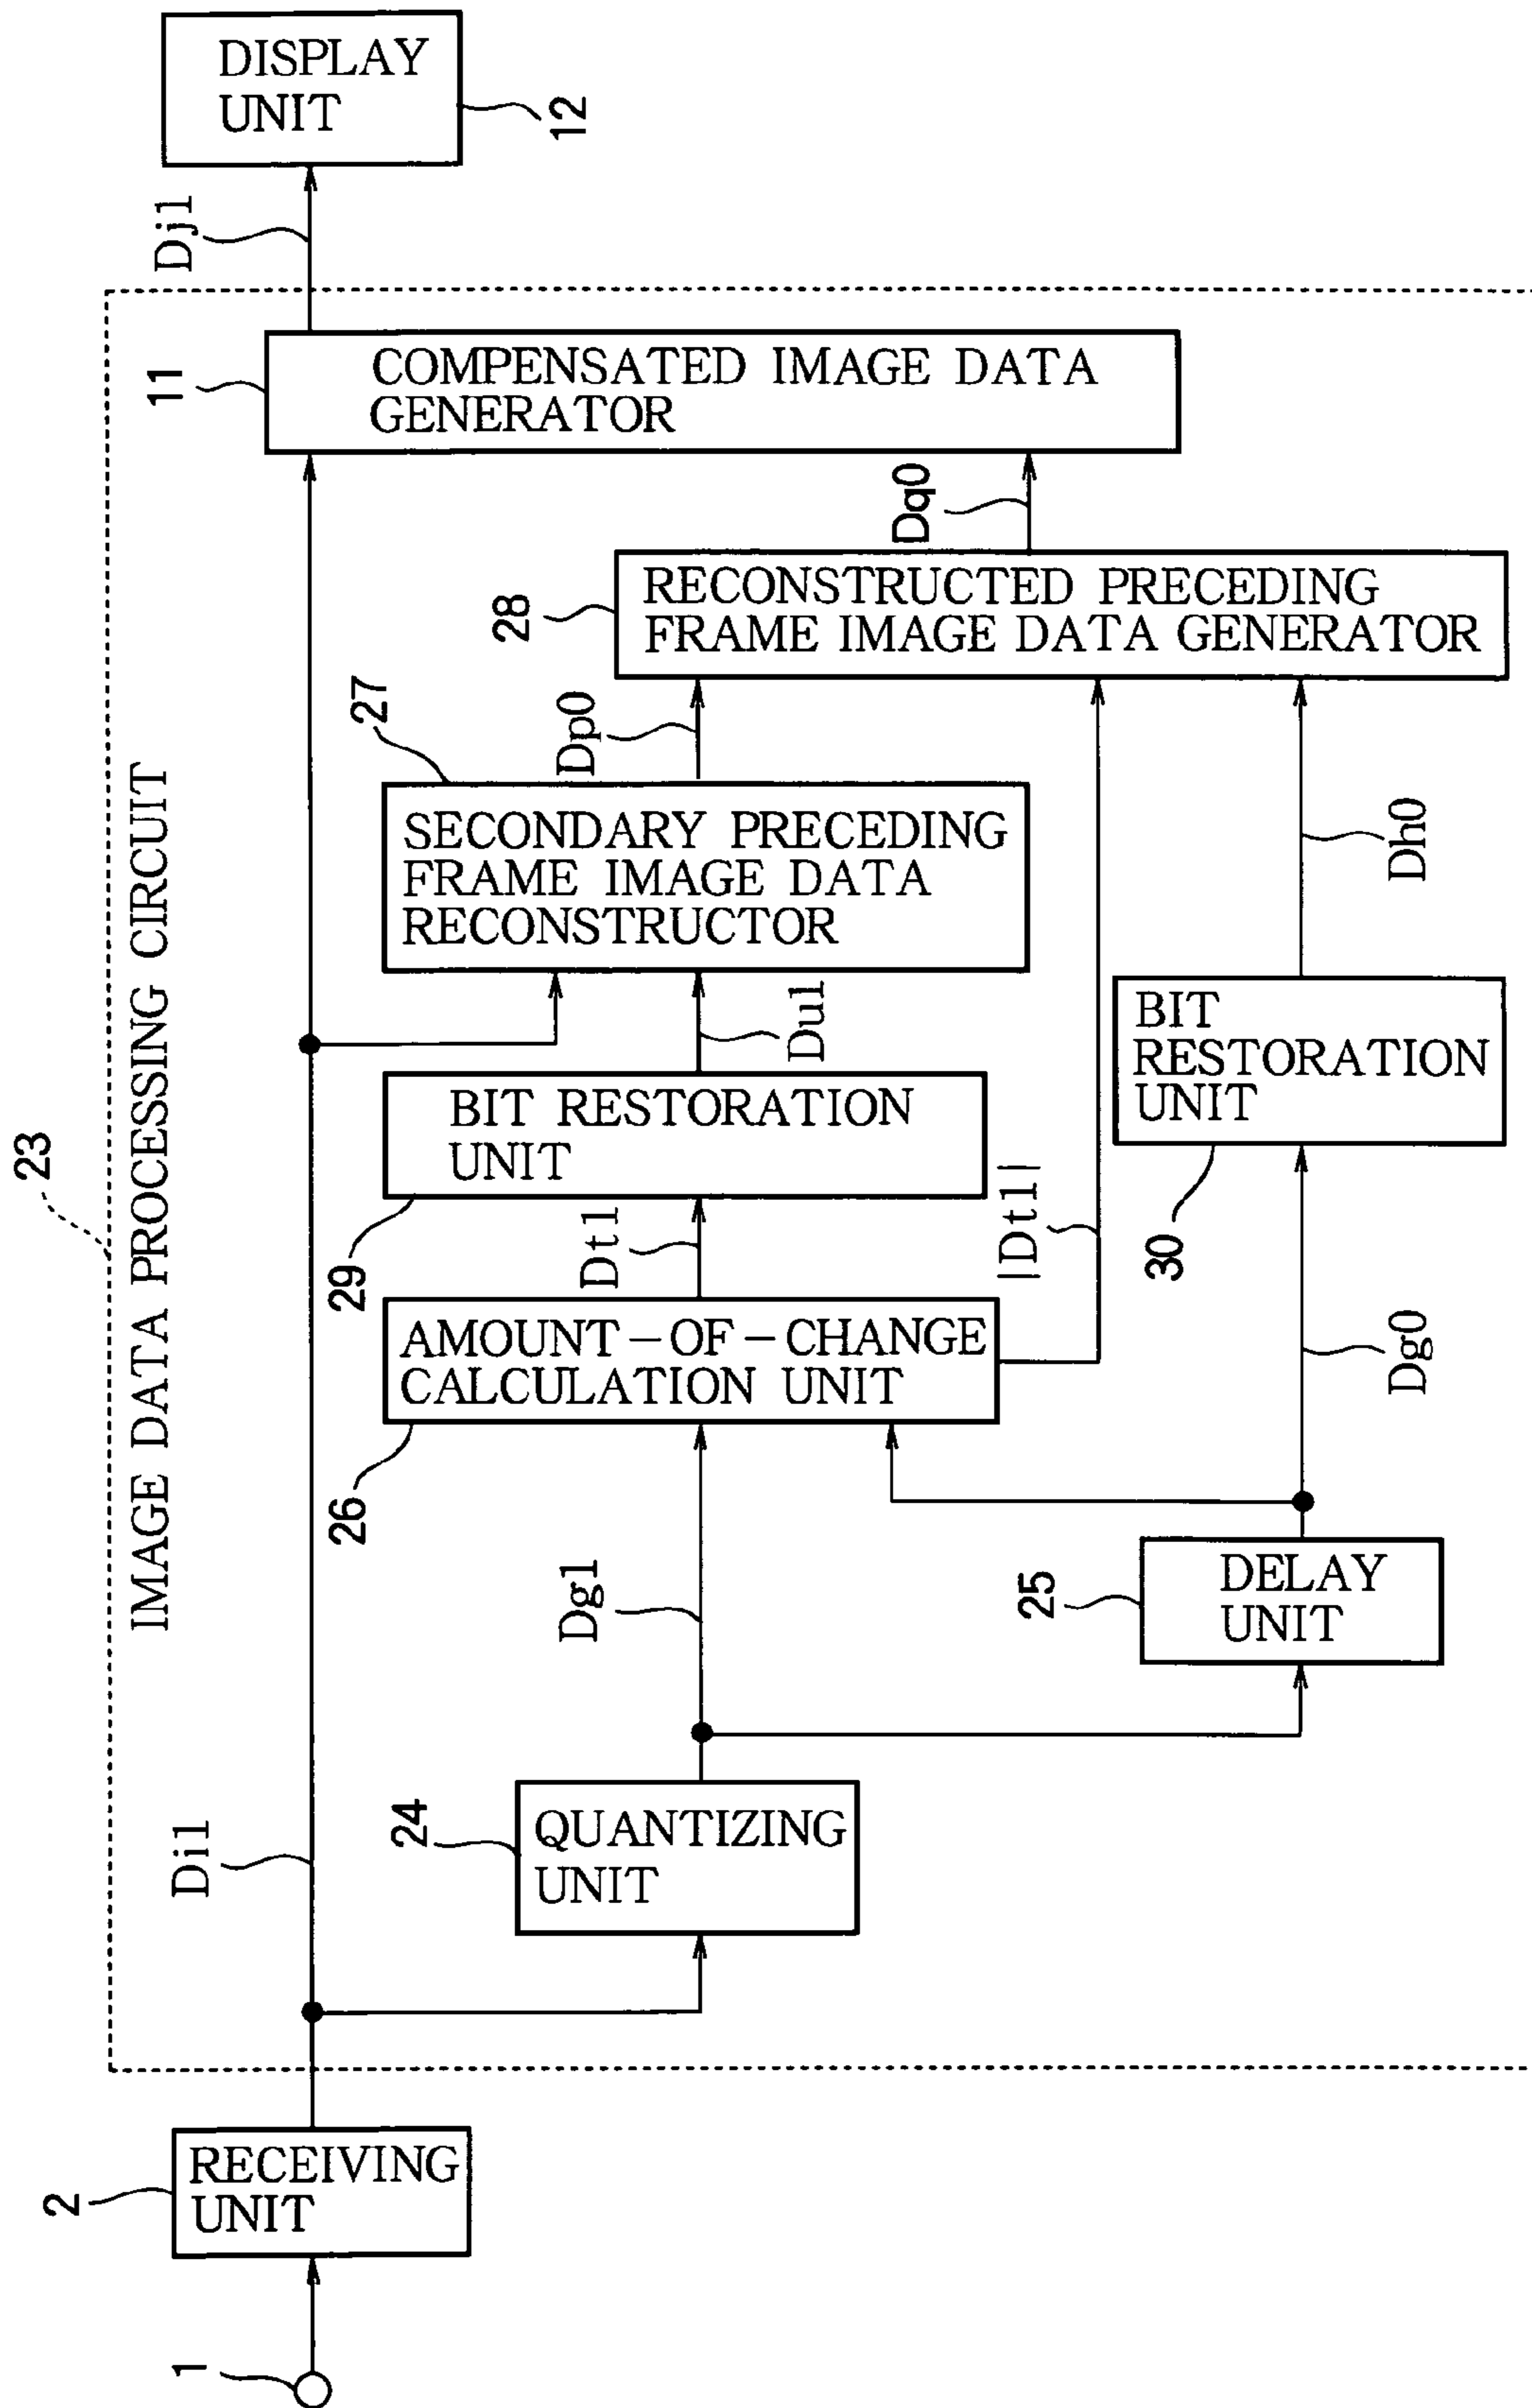 23
IMAGE DATA PROCESSING CIRCUIT
1
2
RECEIVING
UNIT
Di1
24
QUANTIZING
UNIT
Dg1
25
DELAY
UNIT
Dg0
26
AMOUNT-OF-CHANGE
CALCULATION UNIT
Dt1
|Dt1|
29
BIT RESTORATION
UNIT
Du1
30
BIT
RESTORATION
UNIT
Dh0
27
SECONDARY PRECEDING
FRAME IMAGE DATA
RECONSTRUCTOR
Dp0
28
RECONSTRUCTED PRECEDING
FRAME IMAGE DATA GENERATOR
Dq0
11
COMPENSATED IMAGE DATA
GENERATOR
Dj1
DISPLAY
UNIT
12